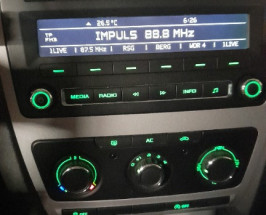 26.5°C 6:26
TP IMPULS 88.8 MHz
FM3
1LIVE 87.5 MHz RSG BERG WDR 4 1LIVE
MEDIA RADIO INFO
AC